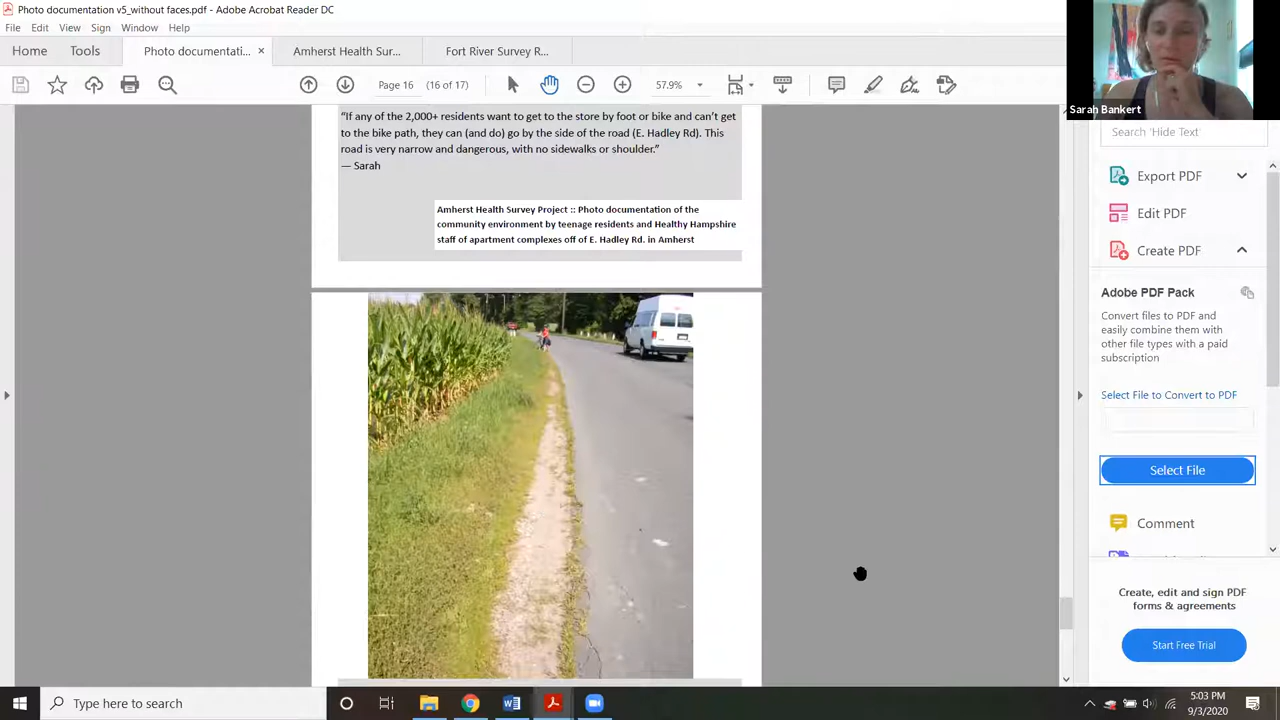 Photo documentation v5_without faces.pdf - Adobe Acrobat Reader DC
File Edit View Sign Window Help
Home Tools Photo documentati... × Amherst Health Sur... Fort River Survey R...
Page 16 (16 of 17) 57.9%
Sarah Bankert
“If any of the 2,000+ residents want to get to the store by foot or bike and can’t get
to the bike path, they can (and do) go by the side of the road (E. Hadley Rd). This
road is very narrow and dangerous, with no sidewalks or shoulder.”
— Sarah
Amherst Health Survey Project :: Photo documentation of the
community environment by teenage residents and Healthy Hampshire
staff of apartment complexes off of E. Hadley Rd. in Amherst
Search 'Hide Text'
Export PDF
Edit PDF
Create PDF
Adobe PDF Pack
Convert files to PDF and
easily combine them with
other file types with a paid
subscription
Select File to Convert to PDF
Select File
Comment
Create, edit and sign PDF
forms & agreements
Start Free Trial
Type here to search
5:03 PM
9/3/2020